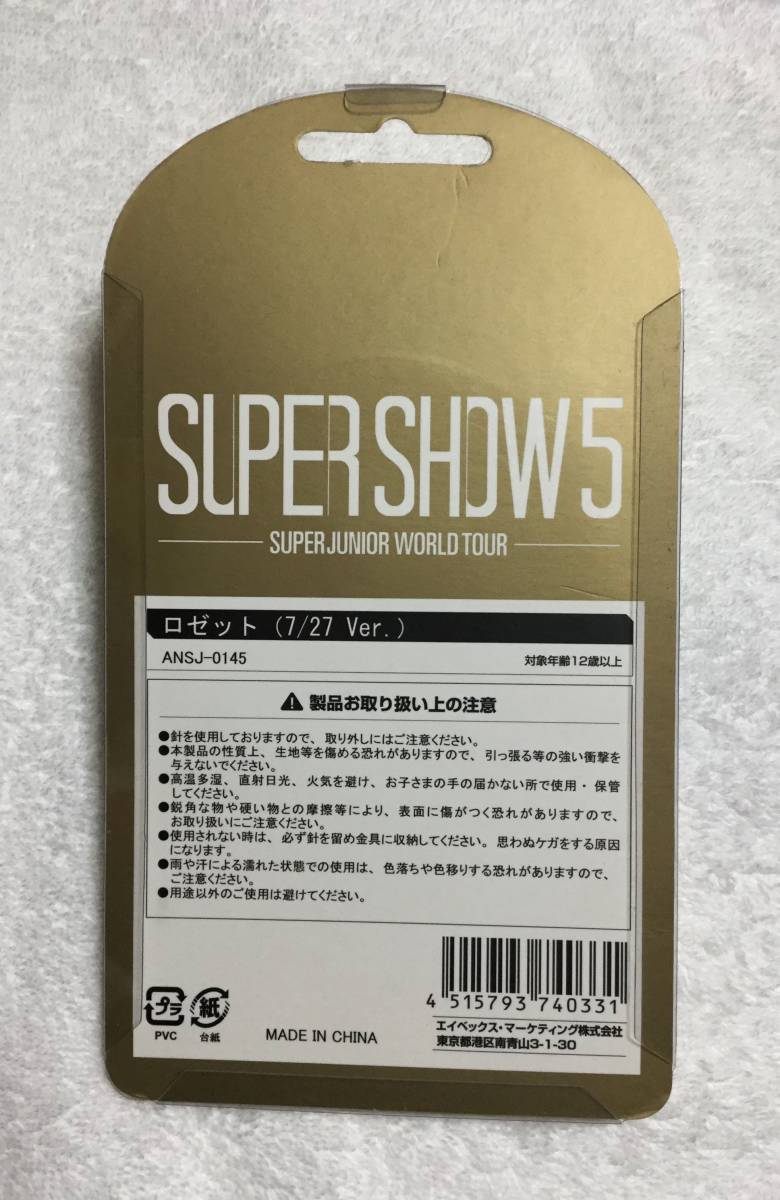 SUPER SHOW 5
SUPER JUNIOR WORLD TOUR
ロゼット (7/27 Ver.)
ANSJ-0145 対象年齢12歳以上
製品お取り扱い上の注意
●針を使用しておりますので、取り外しにはご注意ください。
●本製品の性質上、生地等を傷める恐れがありますので、引っ張る等の強い衝撃を
与えないでください。
●高温多湿、直射日光、火気を避け、お子さまの手の届かない所で使用・保管
してください。
●鋭角な物や硬い物との摩擦等により、表面に傷がつく恐れがありますので、
お取り扱いにご注意ください。
●使用されない時は、必ず針を留め金具に収納してください。思わぬケガをする原因
になります。
●雨や汗による濡れた状態での使用は、色落ちや色移りする恐れがありますので、
ご注意ください。
●用途以外のご使用は避けてください。
4 515793 740331
プラ 紙
PVC 台紙
MADE IN CHINA
エイベックス・マーケティング株式会社
東京都港区南青山3-1-30